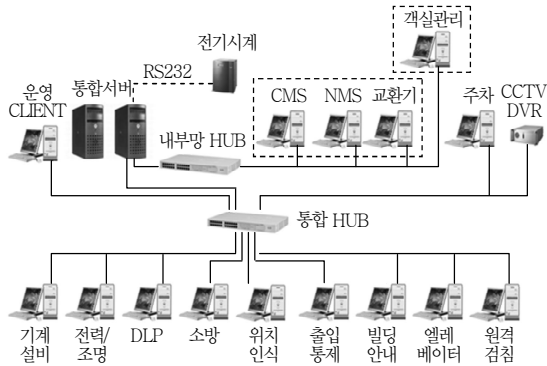 객실관리
전기시계
RS232
운영
CLIENT
통합서버
CMS
NMS
교환기
주차
CCTV
DVR
내부망 HUB
통합 HUB
기계
설비
전력/
조명
DLP
소방
위치
인식
출입
통제
빌딩
안내
엘레
베이터
원격
검침